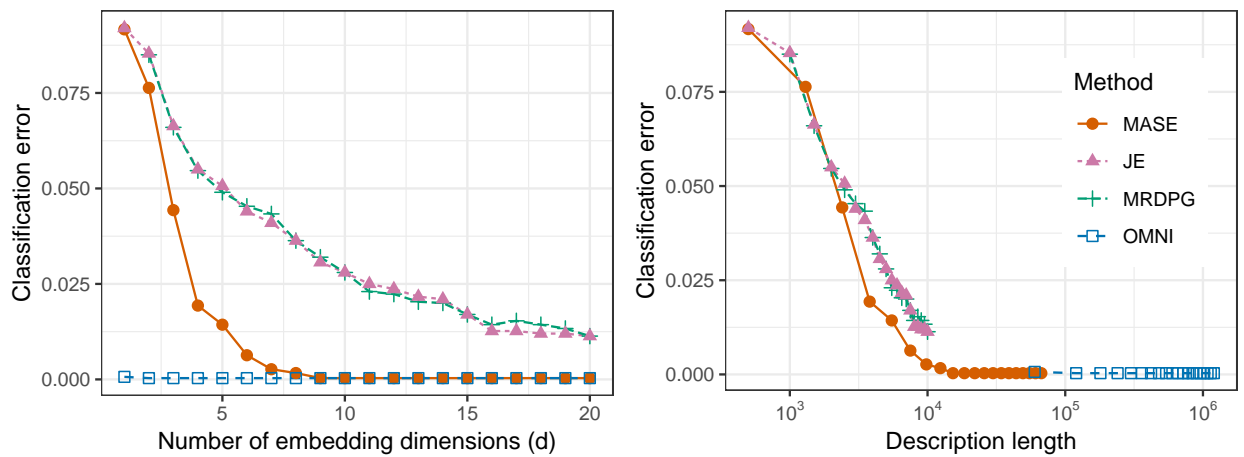 Classification error
0.075
0.050
0.025
0.000
5
10
15
20
Number of embedding dimensions (d)
Classification error
0.075
0.050
0.025
0.000
10³
10⁴
10⁵
10⁶
Description length
Method
MASE
JE
MRDPG
OMNI